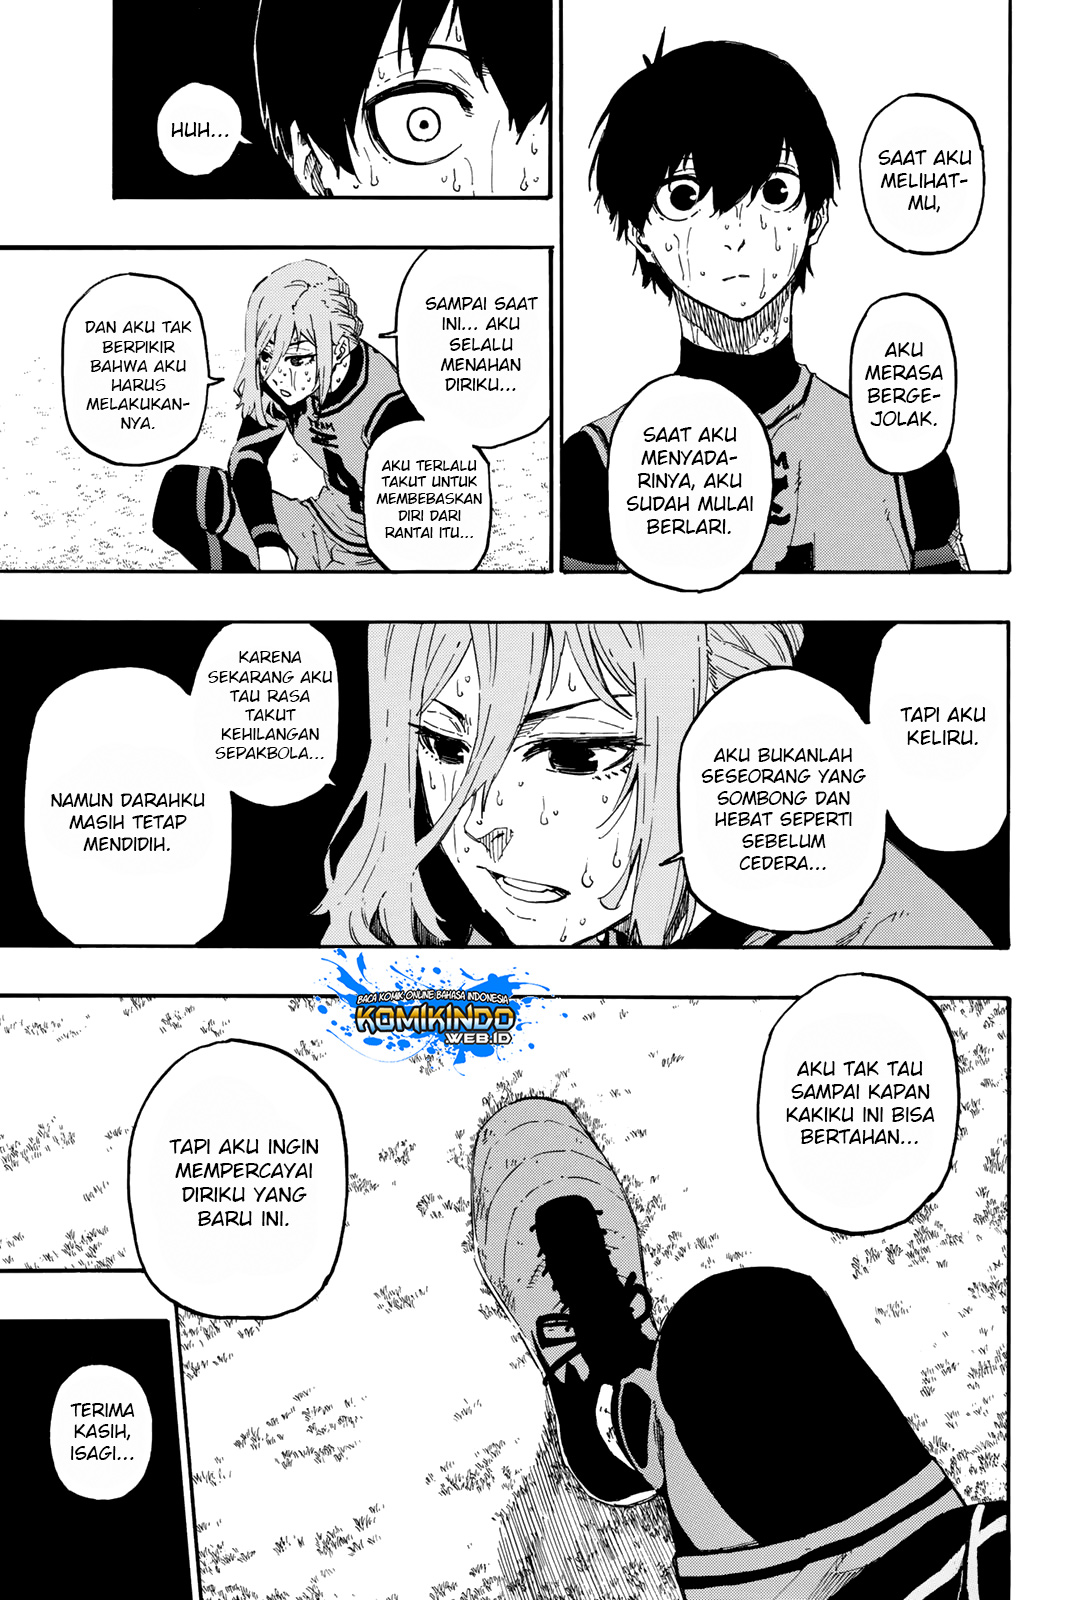 SAAT AKU
MELIHAT-
MU,
AKU
MERASA
BERGE-
JOLAK.
SAAT AKU
MENYADA-
RINYA, AKU
SUDAH MULAI
BERLARI.
HUH...
SAMPAI SAAT
INI... AKU
SELALU
MENAHAN
DIRIKU...
AKU TERLALU
TAKUT UNTUK
MEMBEBASKAN
DIRI DARI
RANTAI ITU...
DAN AKU TAK
BERPIKIR
BAHWA AKU
HARUS
MELAKUKAN-
NYA.
TEAM
TAPI AKU
KELIRU.
AKU BUKANLAH
SESEORANG YANG
SOMBONG DAN
HEBAT SEPERTI
SEBELUM
CEDERA...
KARENA
SEKARANG AKU
TAU RASA
TAKUT
KEHILANGAN
SEPAKBOLA...
NAMUN DARAHKU
MASIH TETAP
MENDIDIH.
BACA KOMIK ONLINE BAHASA INDONESIA
KOMIKINDO
WEB.ID
AKU TAK TAU
SAMPAI KAPAN
KAKIKU INI BISA
BERTAHAN...
TAPI AKU INGIN
MEMPERCAYAI
DIRIKU YANG
BARU INI.
TERIMA
KASIH,
ISAGI...